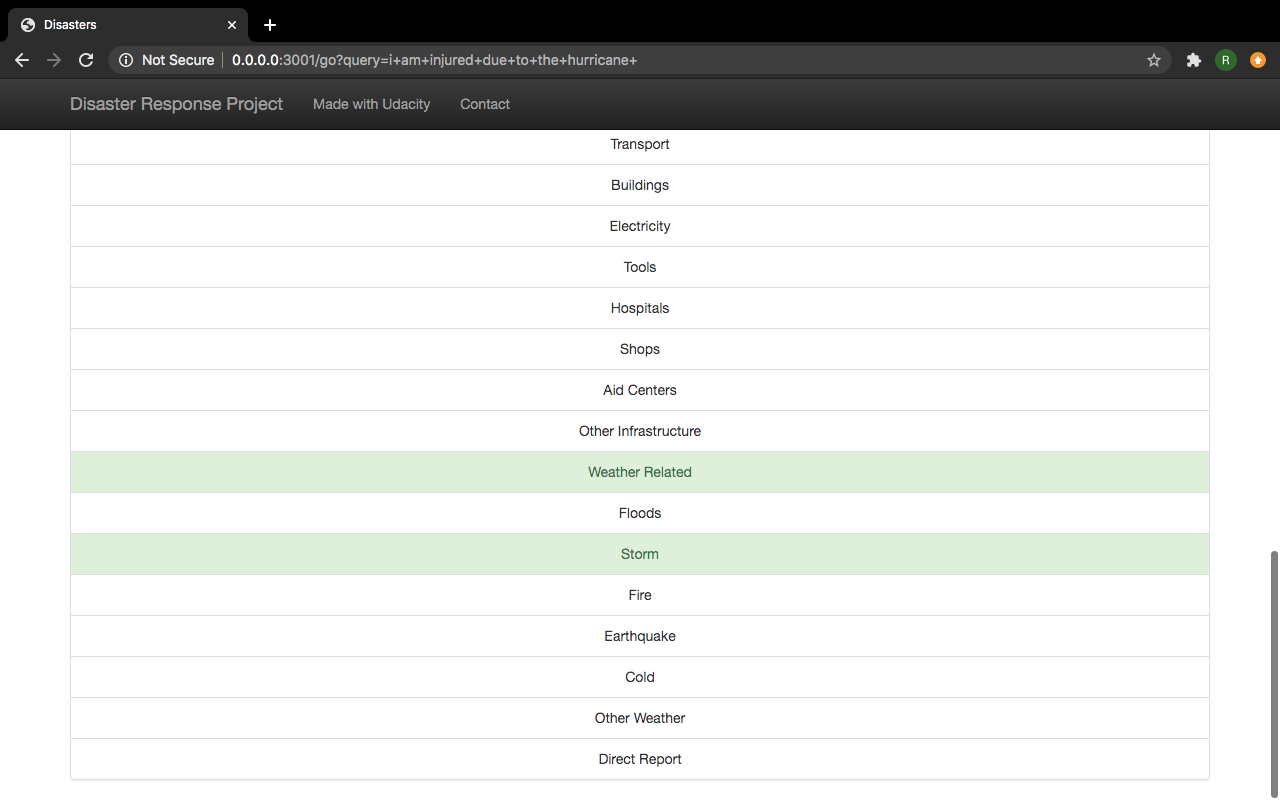 Disasters
Not Secure 0.0.0.0:3001/go?query=i+am+injured+due+to+the+hurricane+
R
Disaster Response Project Made with Udacity Contact
Transport
Buildings
Electricity
Tools
Hospitals
Shops
Aid Centers
Other Infrastructure
Weather Related
Floods
Storm
Fire
Earthquake
Cold
Other Weather
Direct Report